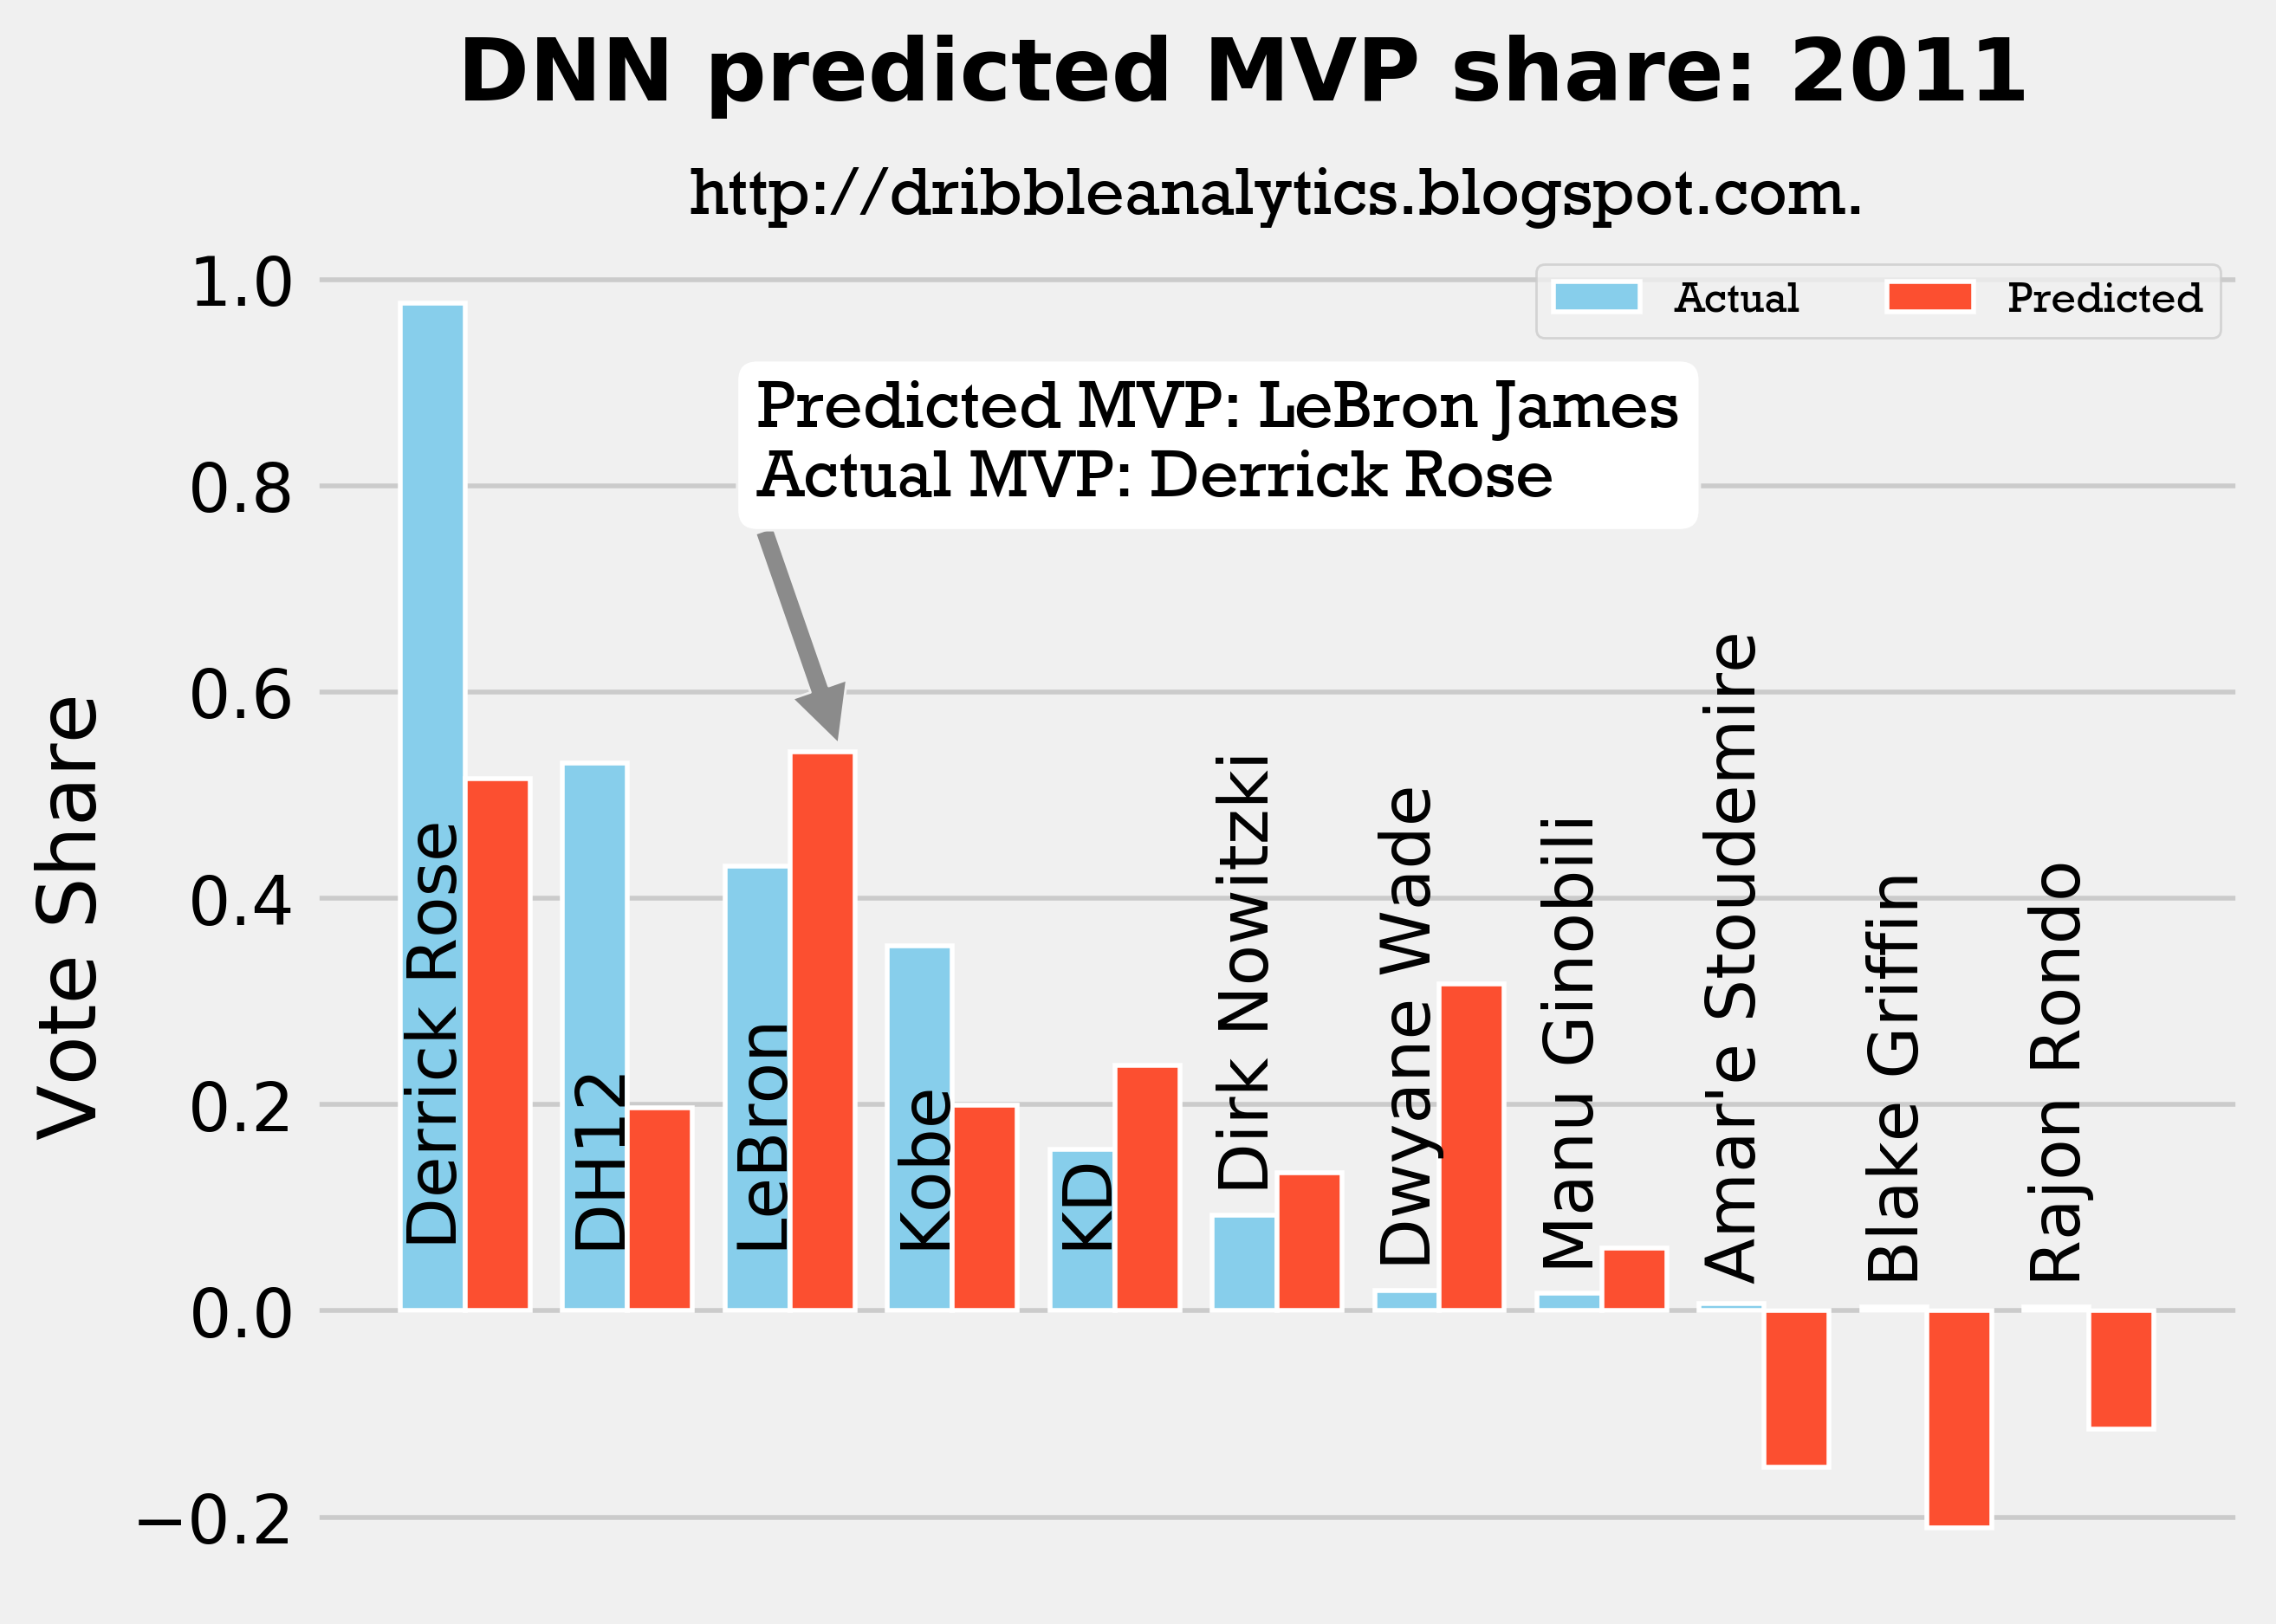 DNN predicted MVP share: 2011
http://dribbleanalytics.blogspot.com.
Actual
Predicted
Predicted MVP: LeBron James
Actual MVP: Derrick Rose
Vote Share
1.0
0.8
0.6
0.4
0.2
0.0
−0.2
Derrick Rose
DH12
LeBron
Kobe
KD
Dirk Nowitzki
Dwyane Wade
Manu Ginobili
Amar'e Stoudemire
Blake Griffin
Rajon Rondo